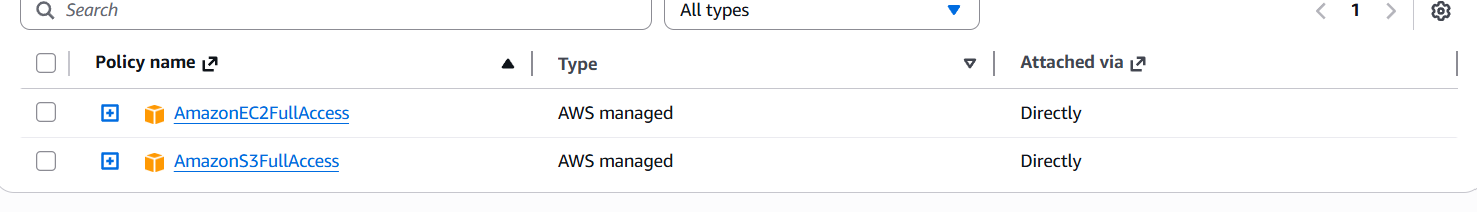 Search All types 1
Policy name Type Attached via
AmazonEC2FullAccess AWS managed Directly
AmazonS3FullAccess AWS managed Directly